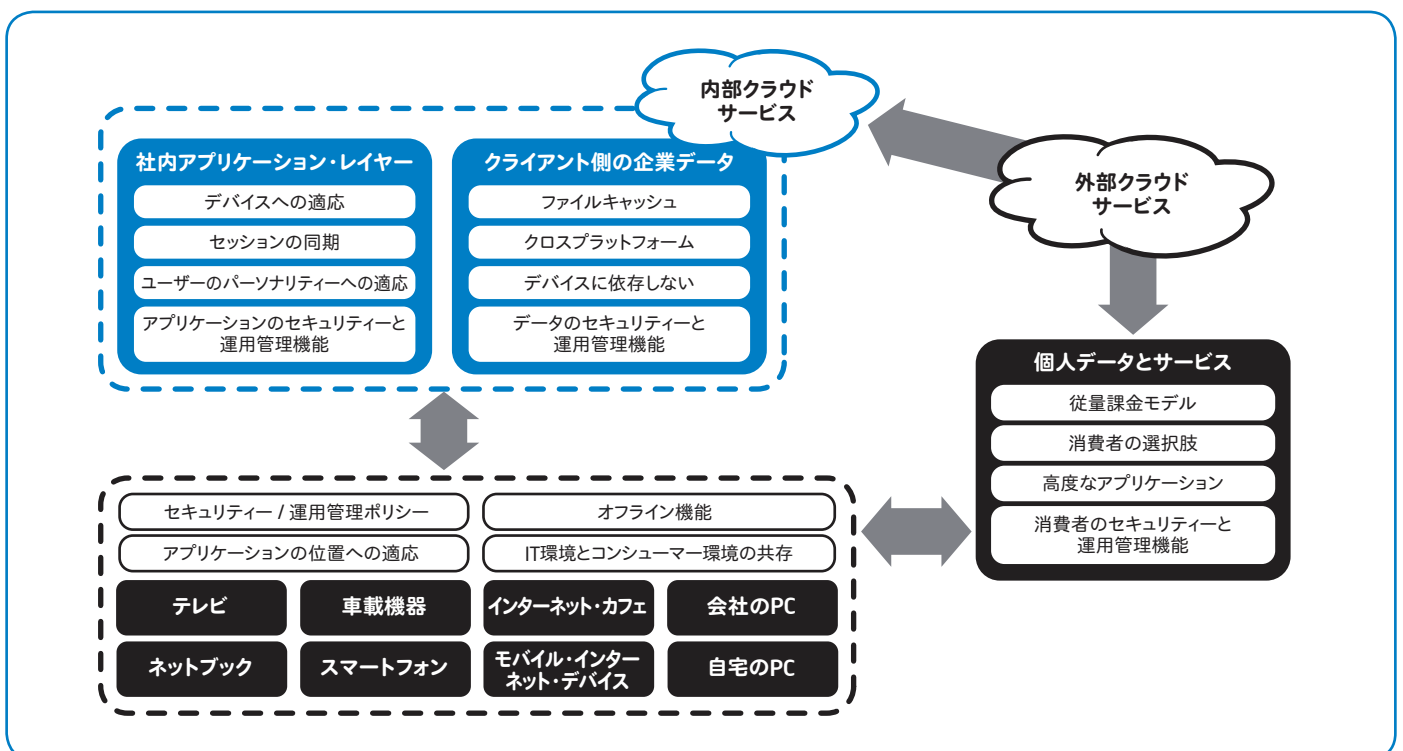 内部クラウド
サービス
外部クラウド
サービス
社内アプリケーション・レイヤー
デバイスへの適応
セッションの同期
ユーザーのパーソナリティーへの適応
アプリケーションのセキュリティーと
運用管理機能
クライアント側の企業データ
ファイルキャッシュ
クロスプラットフォーム
デバイスに依存しない
データのセキュリティーと
運用管理機能
個人データとサービス
従量課金モデル
消費者の選択肢
高度なアプリケーション
消費者のセキュリティーと
運用管理機能
セキュリティー / 運用管理ポリシー
オフライン機能
アプリケーションの位置への適応
IT環境とコンシューマー環境の共存
テレビ
車載機器
インターネット・カフェ
会社のPC
ネットブック
スマートフォン
モバイル・インター
ネット・デバイス
自宅のPC